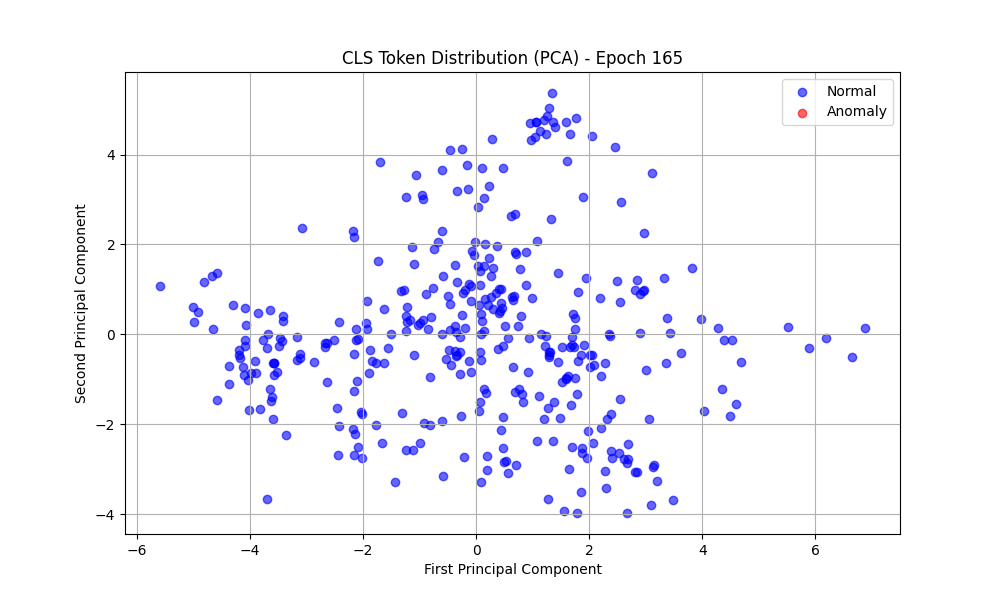 CLS Token Distribution (PCA) - Epoch 165
Normal
Anomaly
Second Principal Component
4
2
0
−2
−4
−6 −4 −2 0 2 4 6
First Principal Component